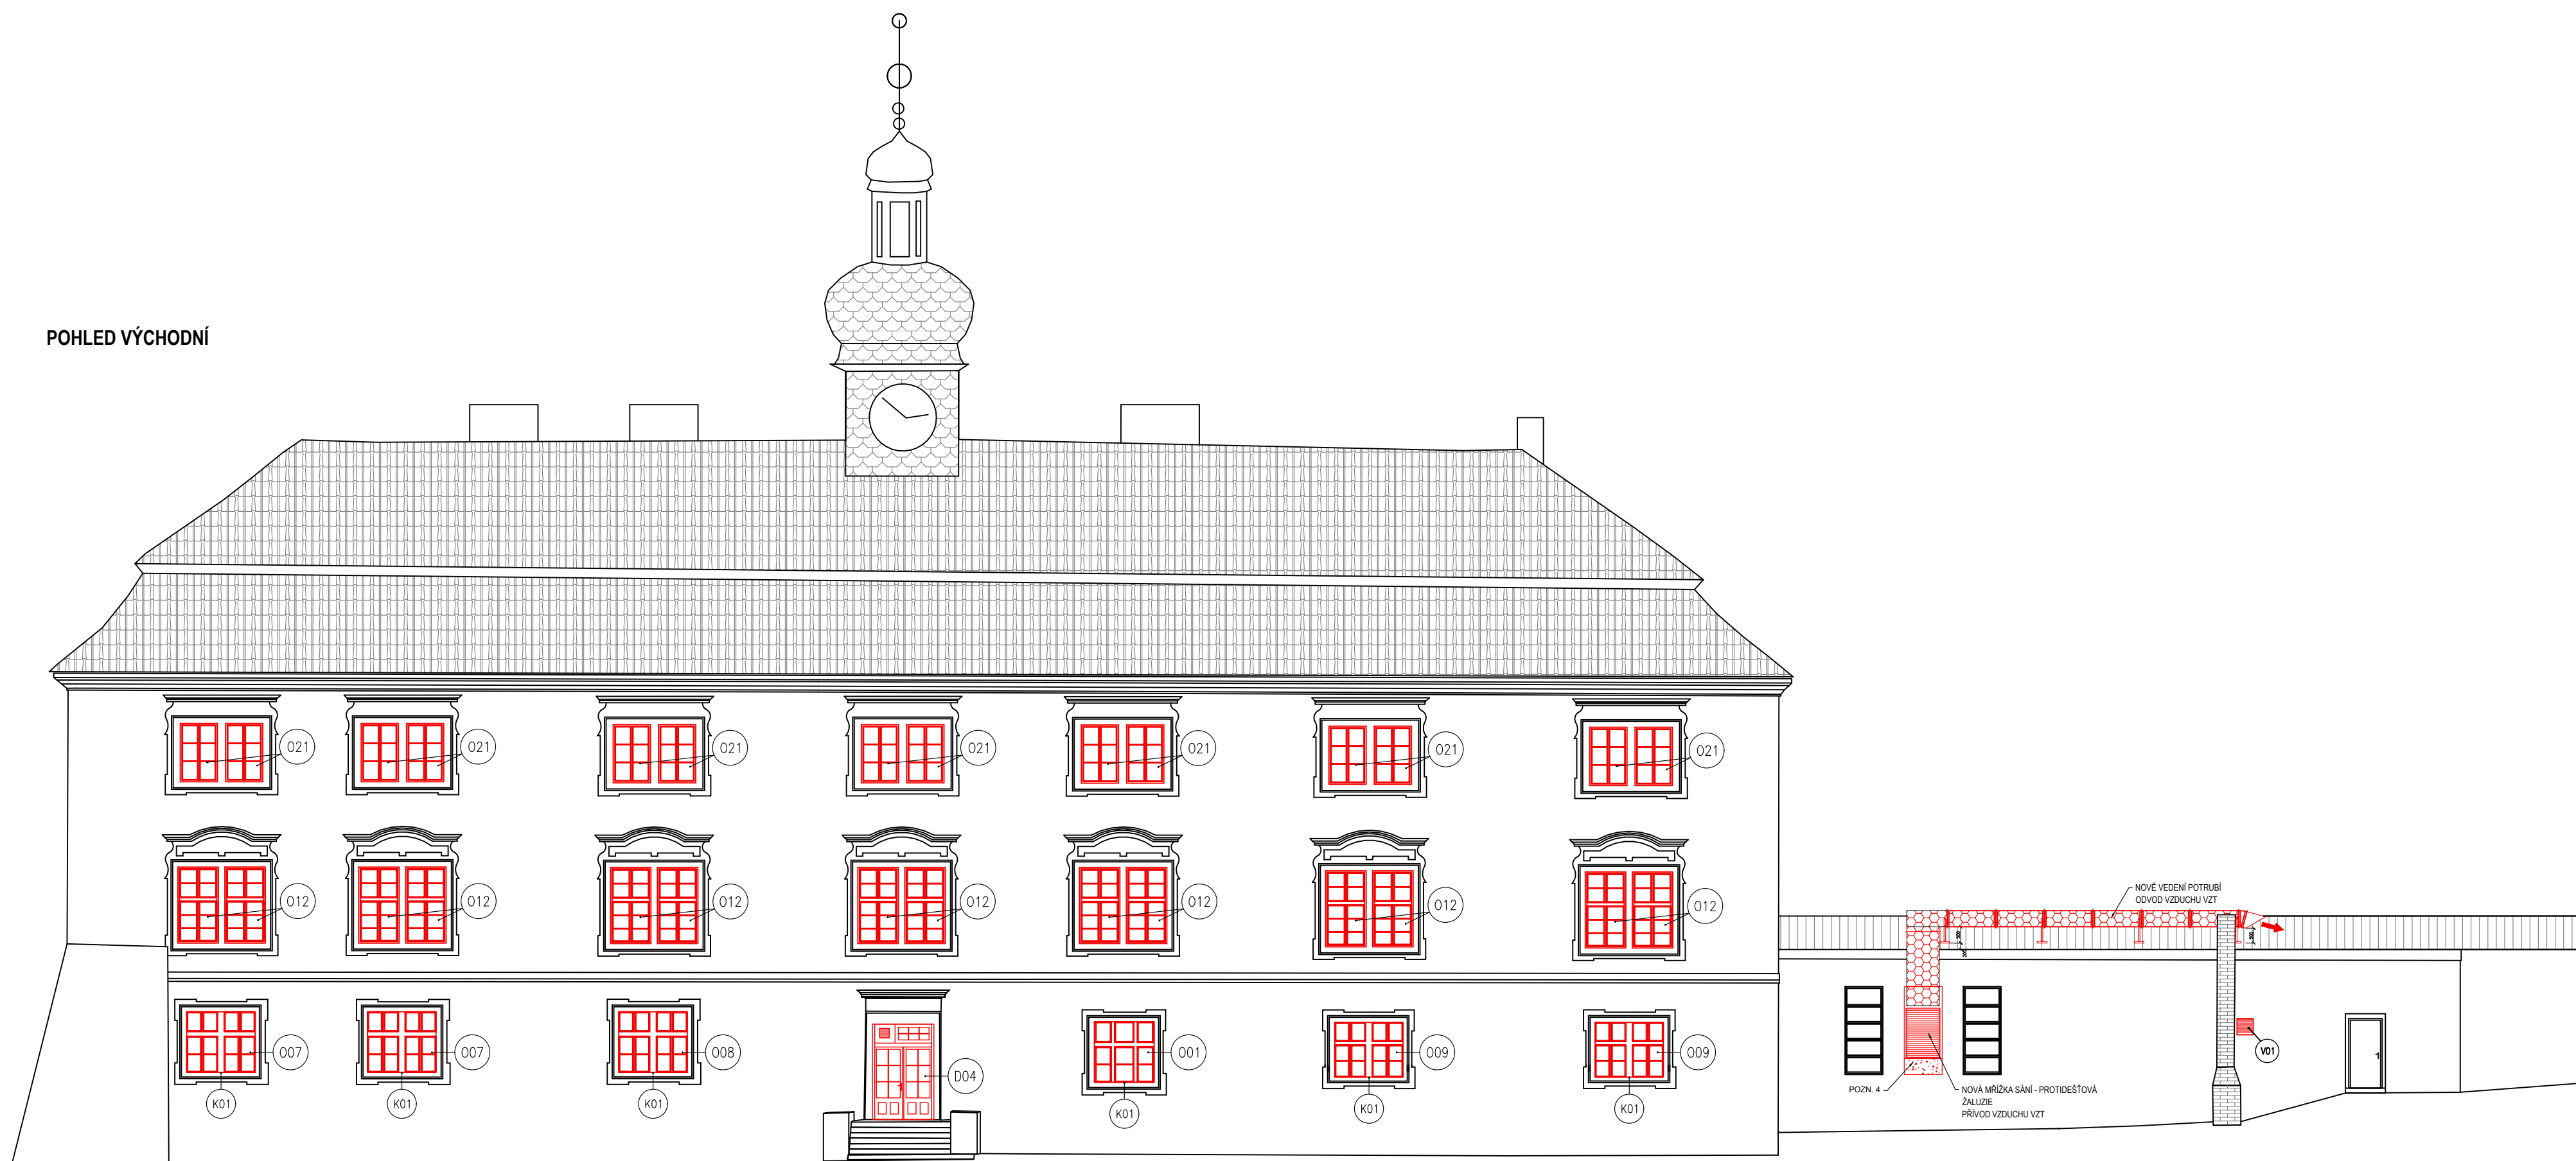 POHLED VÝCHODNÍ
021 021 021 021 021 021 021
012 012 012 012 012 012 012
NOVÉ VEDENÍ POTRUBÍ
ODVOD VZDUCHU VZT
500 500
007 007 008 D04 001 009 009
V01
K01 K01 K01 K01 K01 K01
POZN. 4
NOVÁ MŘÍŽKA SÁNÍ - PROTIDEŠŤOVÁ
ŽALUZIE
PŘÍVOD VZDUCHU VZT